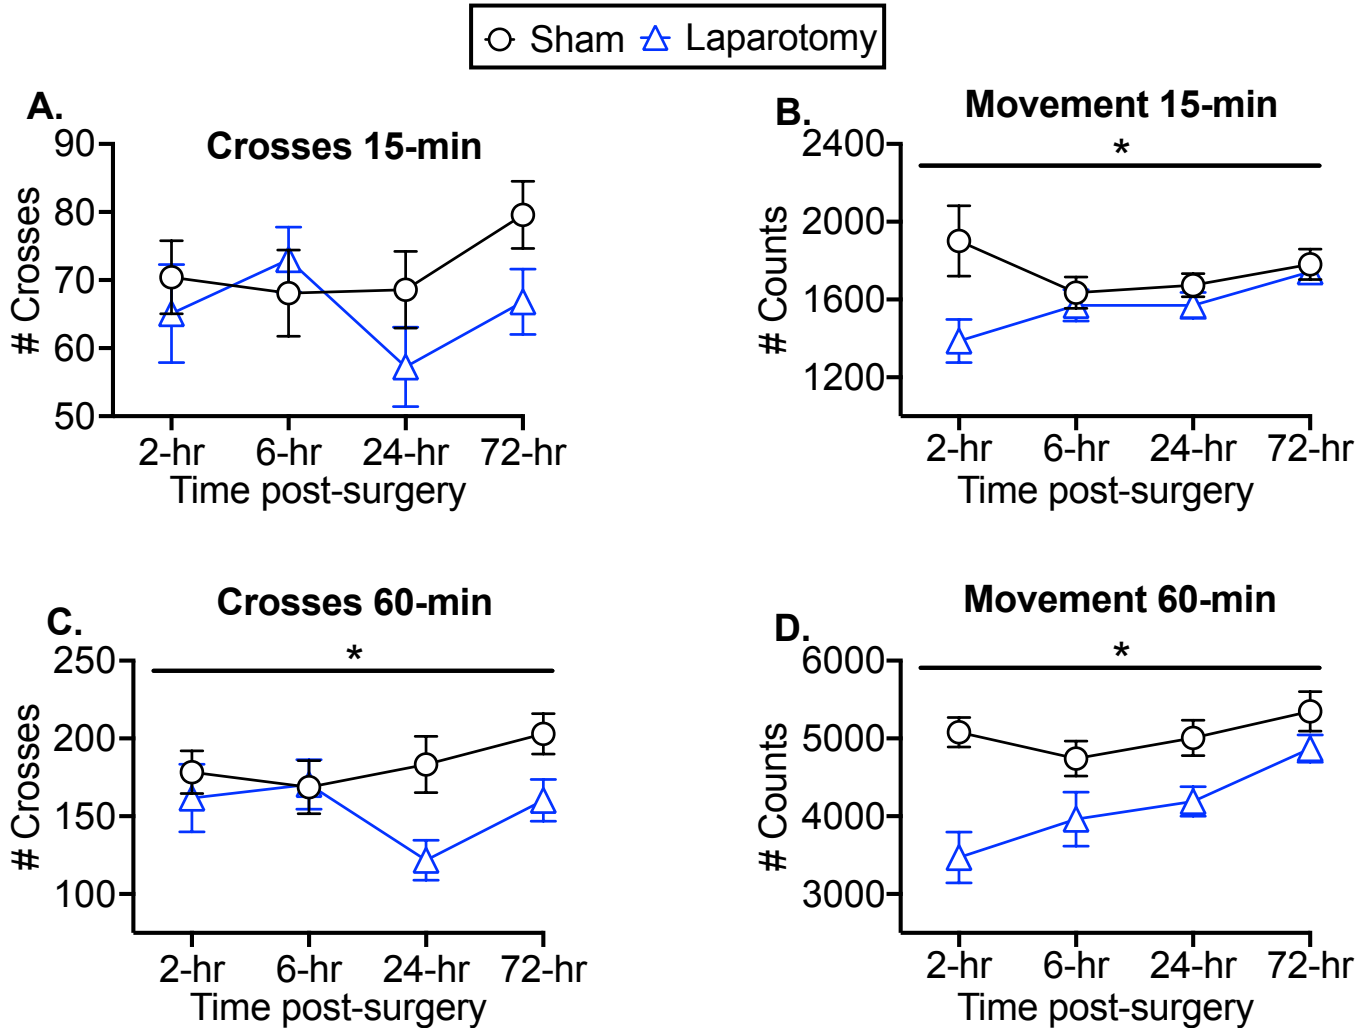 Sham Laparotomy
A.
Crosses 15-min
90
80
70
60
50
# Crosses
2-hr 6-hr 24-hr 72-hr
Time post-surgery
B.
Movement 15-min
*
2400
2000
1600
1200
# Counts
2-hr 6-hr 24-hr 72-hr
Time post-surgery
C.
Crosses 60-min
*
250
200
150
100
# Crosses
2-hr 6-hr 24-hr 72-hr
Time post-surgery
D.
Movement 60-min
*
6000
5000
4000
3000
# Counts
2-hr 6-hr 24-hr 72-hr
Time post-surgery